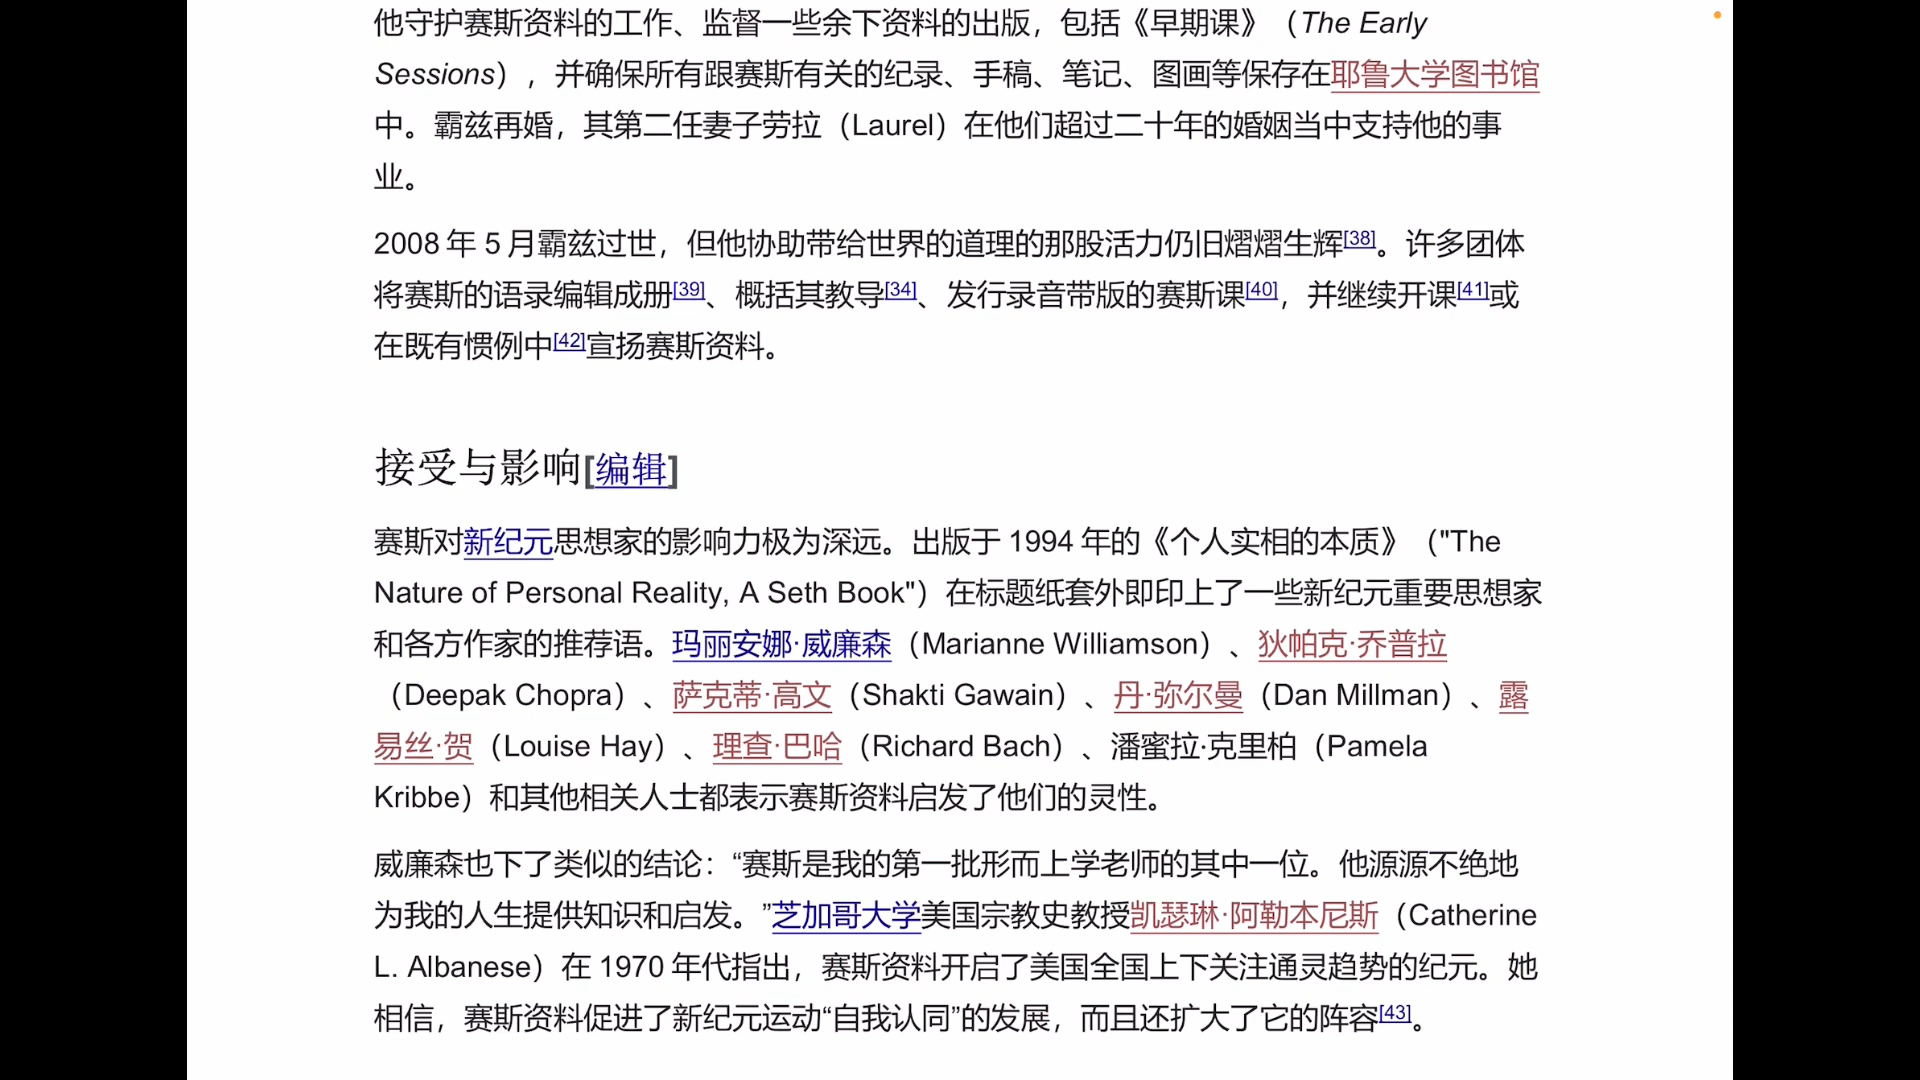 他守护赛斯资料的工作、监督一些余下资料的出版，包括《早期课》（The Early
Sessions），并确保所有跟赛斯有关的纪录、手稿、笔记、图画等保存在耶鲁大学图书馆
中。霸兹再婚，其第二任妻子劳拉（Laurel）在他们超过二十年的婚姻当中支持他的事
业。
2008 年 5 月霸兹过世，但他协助带给世界的道理的那股活力仍旧熠熠生辉[38]。许多团体
将赛斯的语录编辑成册[39]、概括其教导[34]、发行录音带版的赛斯课[40]，并继续开课[41]或
在既有惯例中[42]宣扬赛斯资料。
接受与影响[编辑]
赛斯对新纪元思想家的影响力极为深远。出版于 1994 年的《个人实相的本质》（"The
Nature of Personal Reality, A Seth Book"）在标题纸套外即印上了一些新纪元重要思想家
和各方作家的推荐语。玛丽安娜·威廉森（Marianne Williamson）、狄帕克·乔普拉
（Deepak Chopra）、萨克蒂·高文（Shakti Gawain）、丹·弥尔曼（Dan Millman）、露
易丝·贺（Louise Hay）、理查·巴哈（Richard Bach）、潘蜜拉·克里柏（Pamela
Kribbe）和其他相关人士都表示赛斯资料启发了他们的灵性。
威廉森也下了类似的结论：“赛斯是我的第一批形而上学老师的其中一位。他源源不绝地
为我的人生提供知识和启发。”芝加哥大学美国宗教史教授凯瑟琳·阿勒本尼斯（Catherine
L. Albanese）在 1970 年代指出，赛斯资料开启了美国全国上下关注通灵趋势的纪元。她
相信，赛斯资料促进了新纪元运动“自我认同”的发展，而且还扩大了它的阵容[43]。